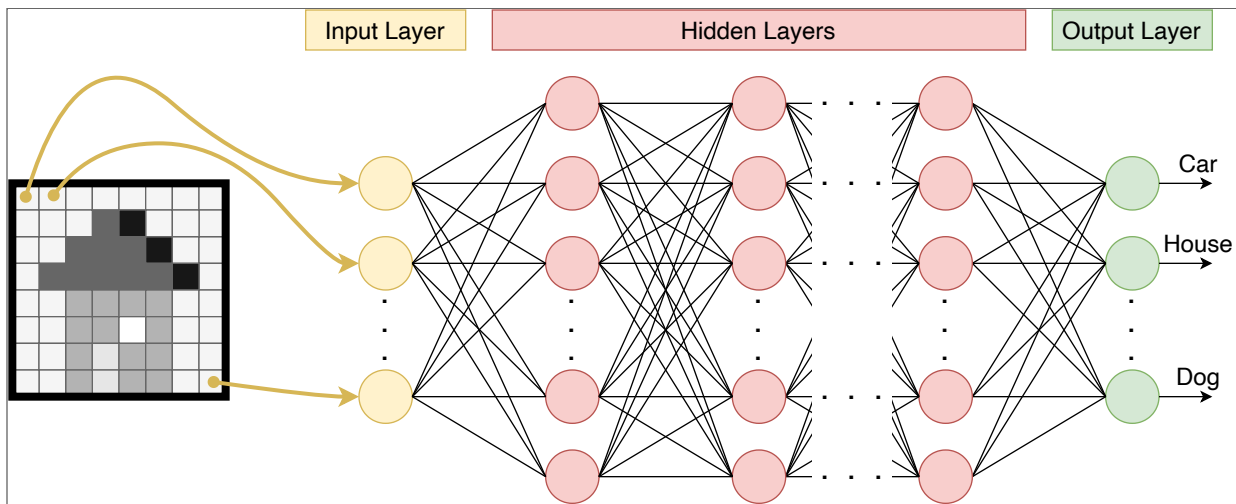 Input Layer
Hidden Layers
Output Layer
Car
House
Dog